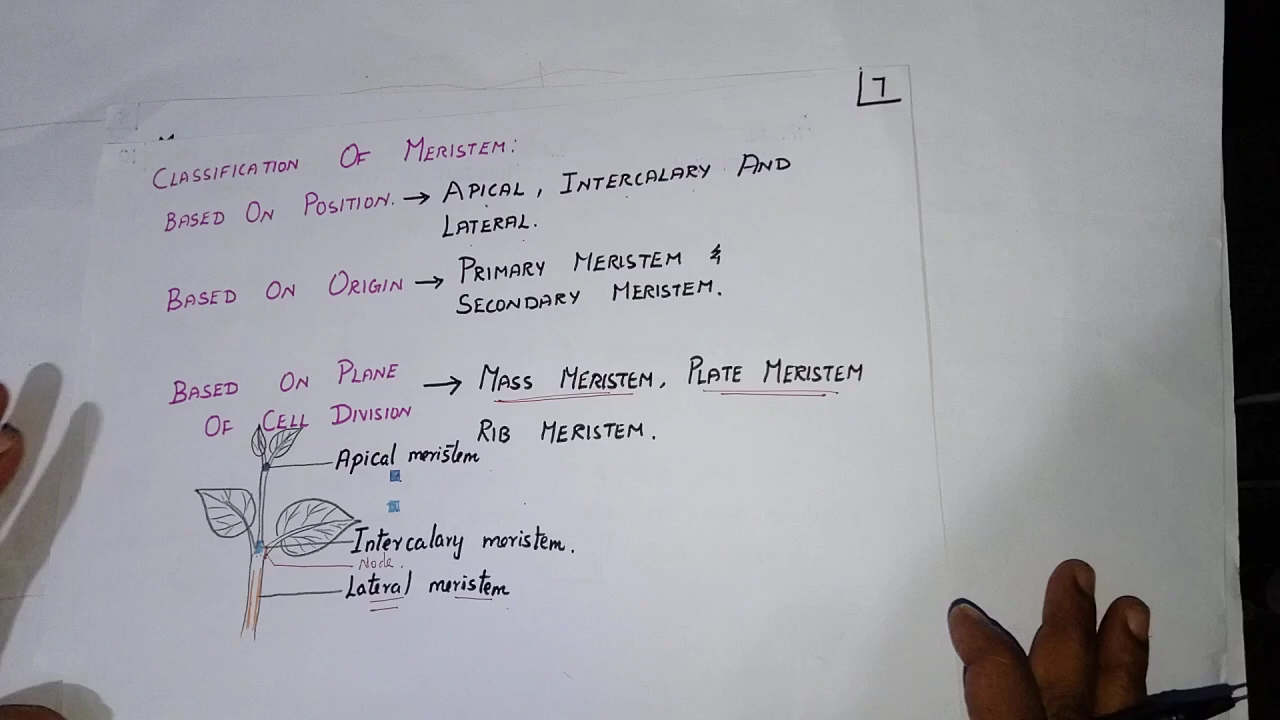 7
CLASSIFICATION OF MERISTEM:
BASED ON POSITION. → APICAL, INTERCALARY AND
LATERAL.
BASED ON ORIGIN → PRIMARY MERISTEM &
SECONDARY MERISTEM.
BASED ON PLANE → MASS MERISTEM, PLATE MERISTEM
OF CELL DIVISION
RIB MERISTEM.
Apical meristem
Intercalary meristem.
Node.
Lateral meristem